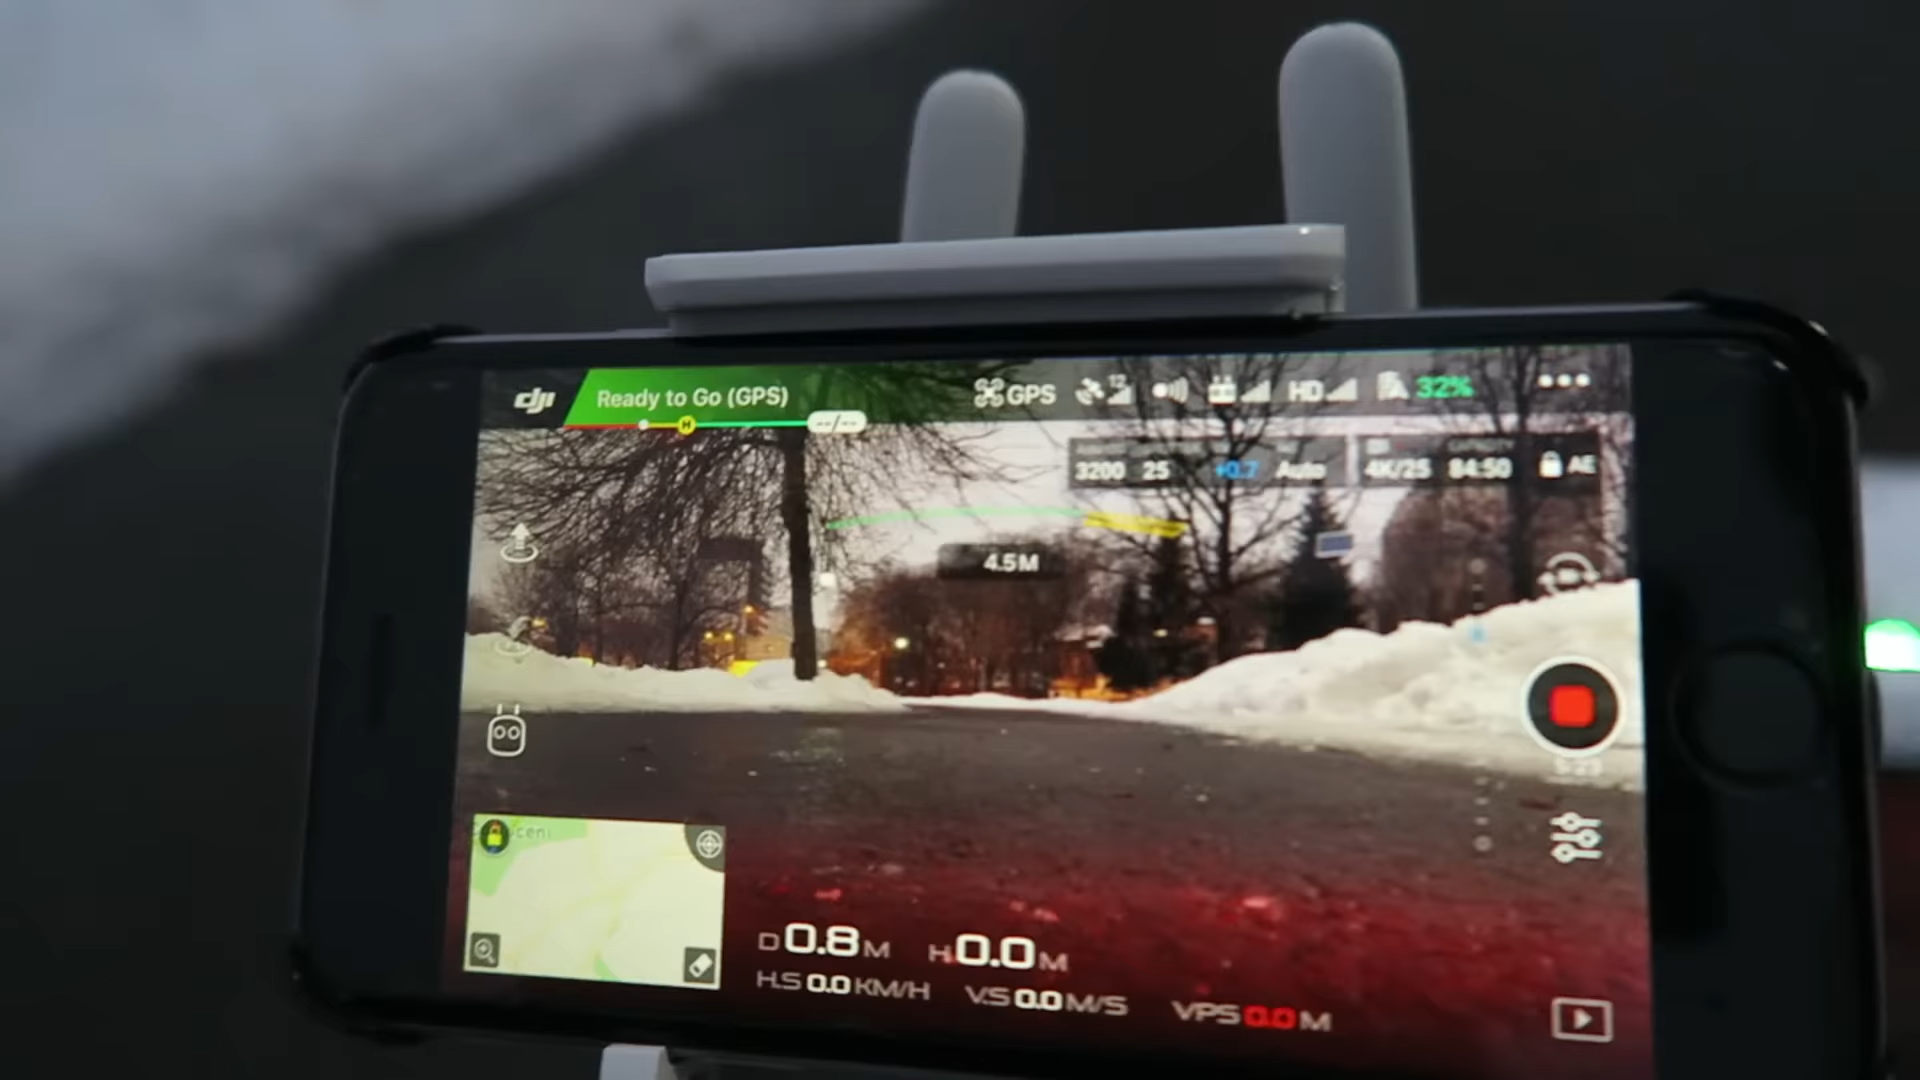 dji Ready to Go (GPS) GPS 12 HD 32%
3200 25 +0.7 Auto 4K/25 84:50 AE
4.5M
D 0.8 M H 0.0 M
H.S 0.0 KM/H V.S 0.0 M/S VPS 0.0 M